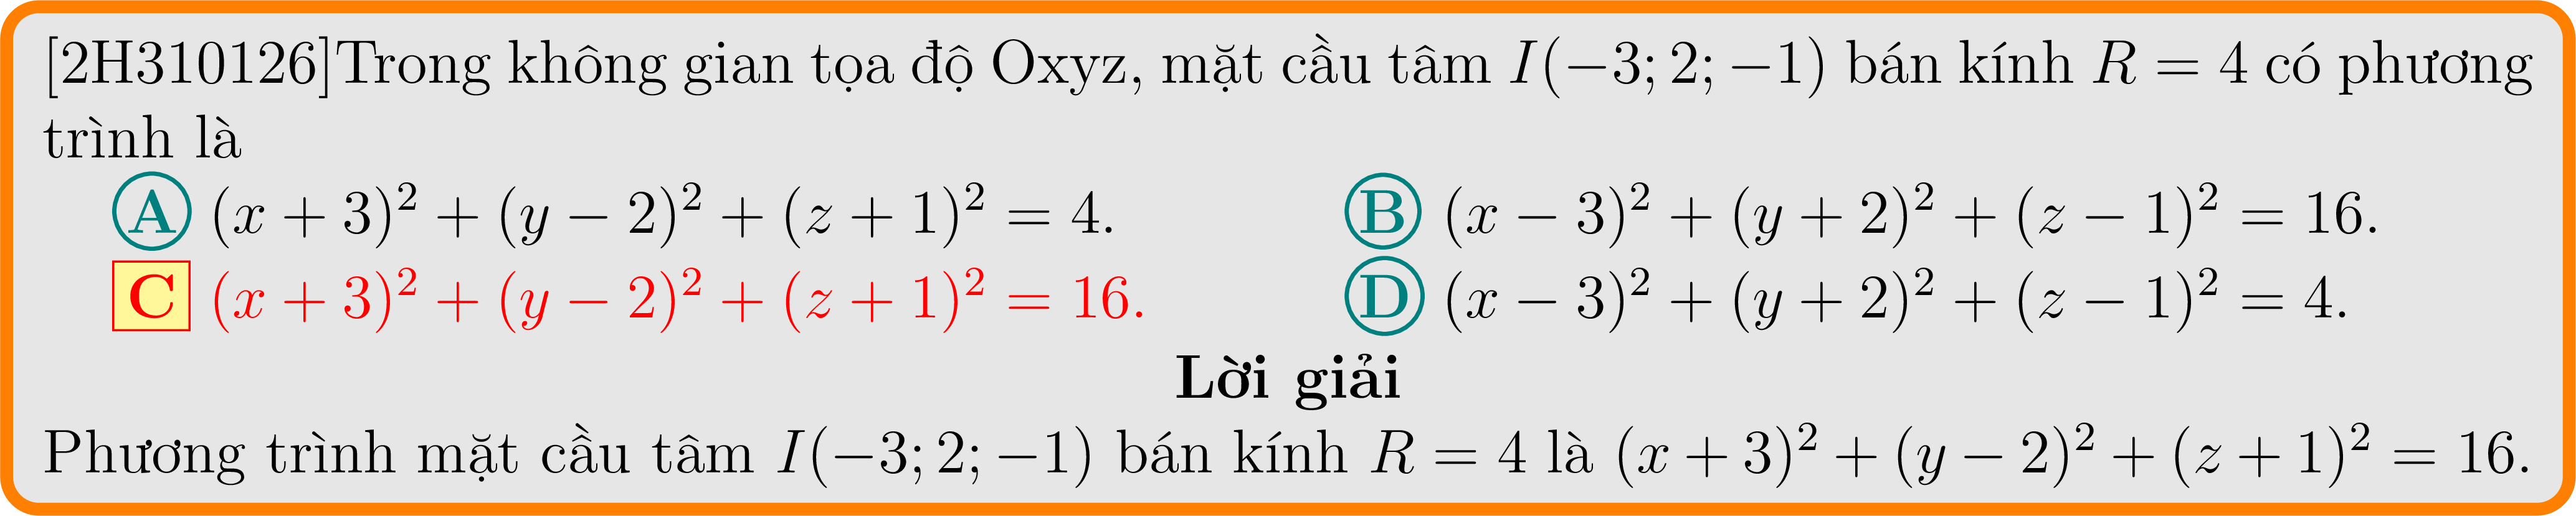 [2H310126]Trong không gian tọa độ Oxyz, mặt cầu tâm I(−3; 2; −1) bán kính R = 4 có phương
trình là
A (x + 3)² + (y − 2)² + (z + 1)² = 4. B (x − 3)² + (y + 2)² + (z − 1)² = 16.
C (x + 3)² + (y − 2)² + (z + 1)² = 16. D (x − 3)² + (y + 2)² + (z − 1)² = 4.
Lời giải
Phương trình mặt cầu tâm I(−3; 2; −1) bán kính R = 4 là (x + 3)² + (y − 2)² + (z + 1)² = 16.